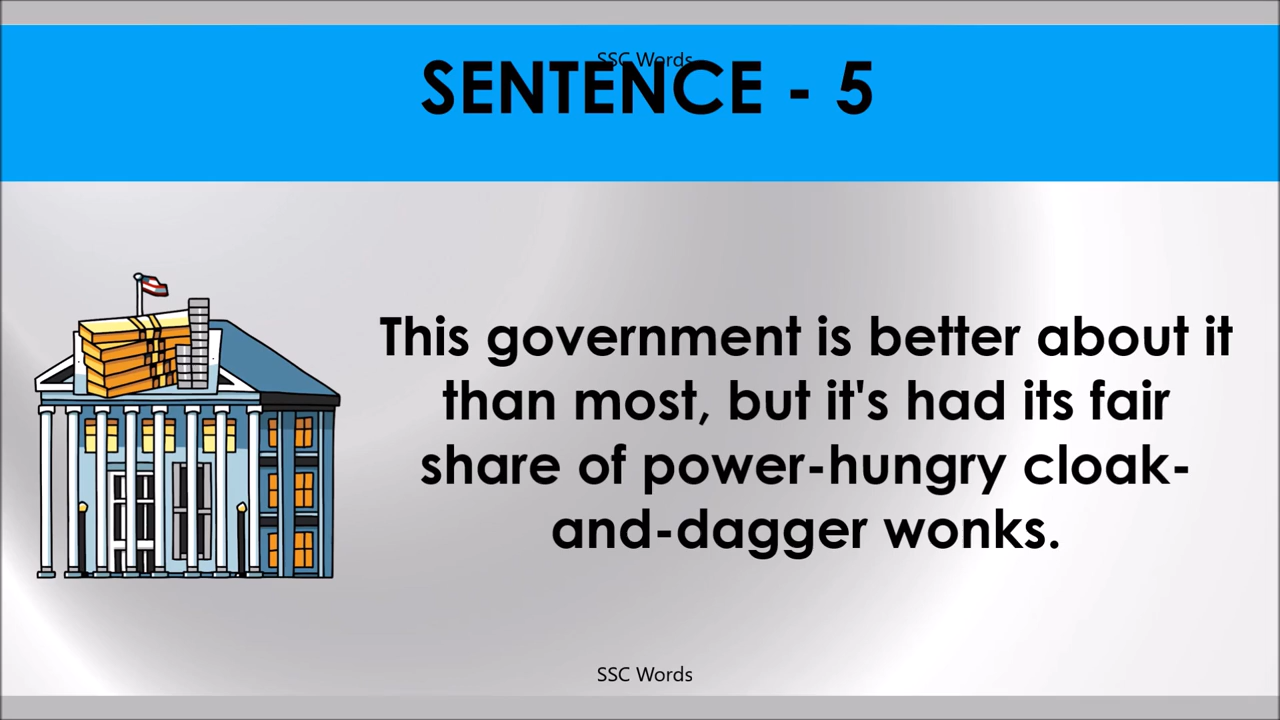 SSC Words
SENTENCE - 5
This government is better about it
than most, but it's had its fair
share of power-hungry cloak-
and-dagger wonks.
SSC Words